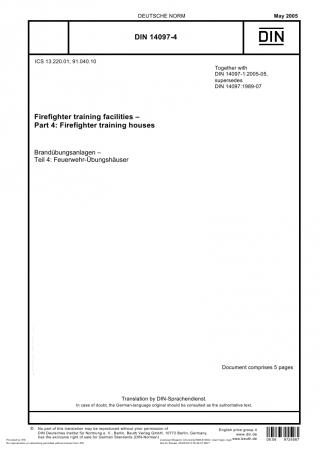 DEUTSCHE NORM
May 2005
DIN 14097-4
DIN
ICS 13.220.01, 91.040.10
Together with
DIN 14097-1:2005-05,
supersedes
DIN 14097:1989-07
Firefighter training facilities –
Part 4: Firefighter training houses
Brandübungsanlagen –
Teil 4: Feuerwehr-Übungshäuser
Document comprises 5 pages
Translation by DIN-Sprachendienst.
In case of doubt, the German-language original should be consulted as the authoritative text.
© No part of this translation may be reproduced without prior permission of
DIN Deutsches Institut für Normung e. V., Berlin. Beuth Verlag GmbH, 10772 Berlin, Germany,
has the exclusive right of sale for German Standards (DIN-Normen).
English price group 4
www.din.de
www.beuth.de